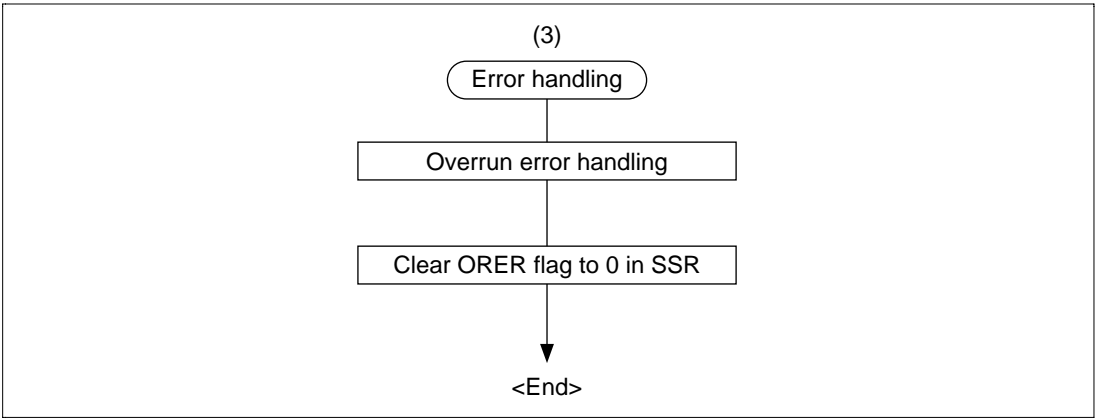 (3)
Error handling
Overrun error handling
Clear ORER flag to 0 in SSR
<End>